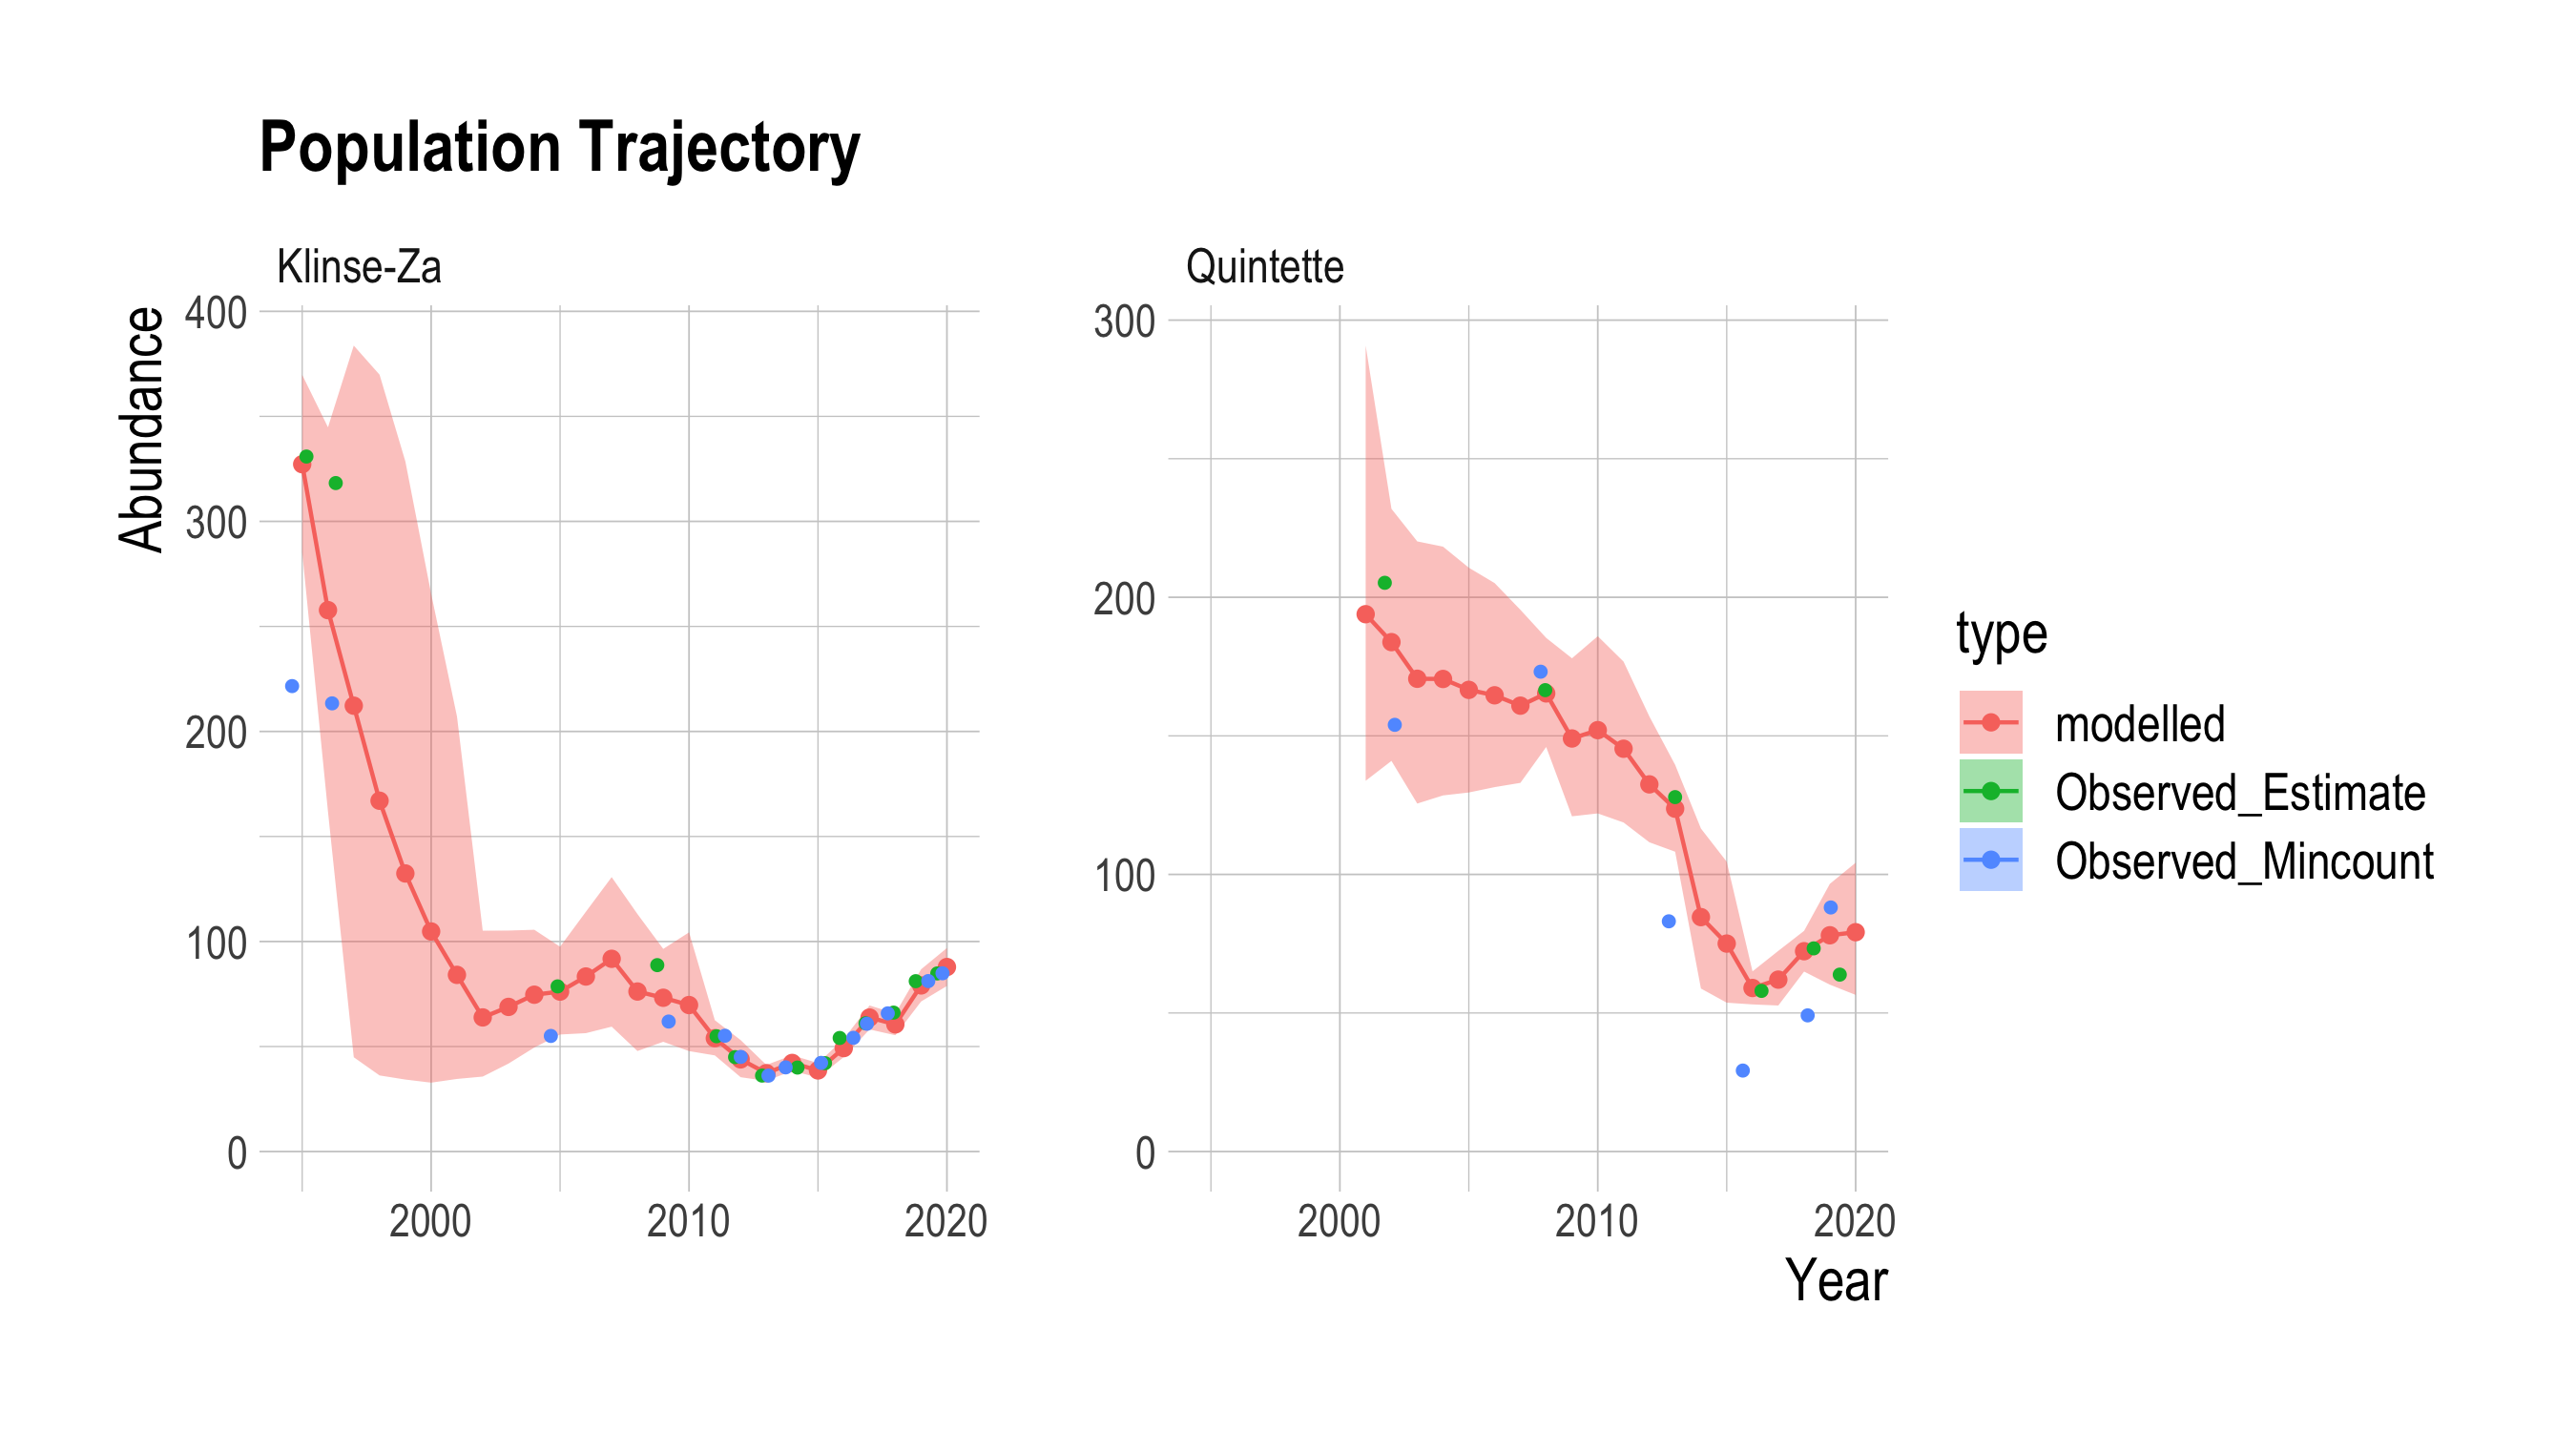 Population Trajectory
Klinse-Za
Quintette
Abundance
400
300
200
100
0
2000 2010 2020
300
200
100
0
2000 2010 2020
Year
type
modelled
Observed_Estimate
Observed_Mincount